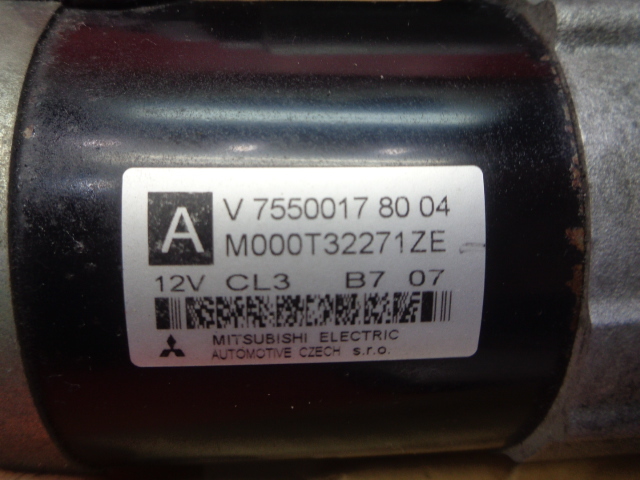 A
V 7550017 80 04
M000T32271ZE
12V CL3 B7 07
MITSUBISHI ELECTRIC
AUTOMOTIVE CZECH s.r.o.